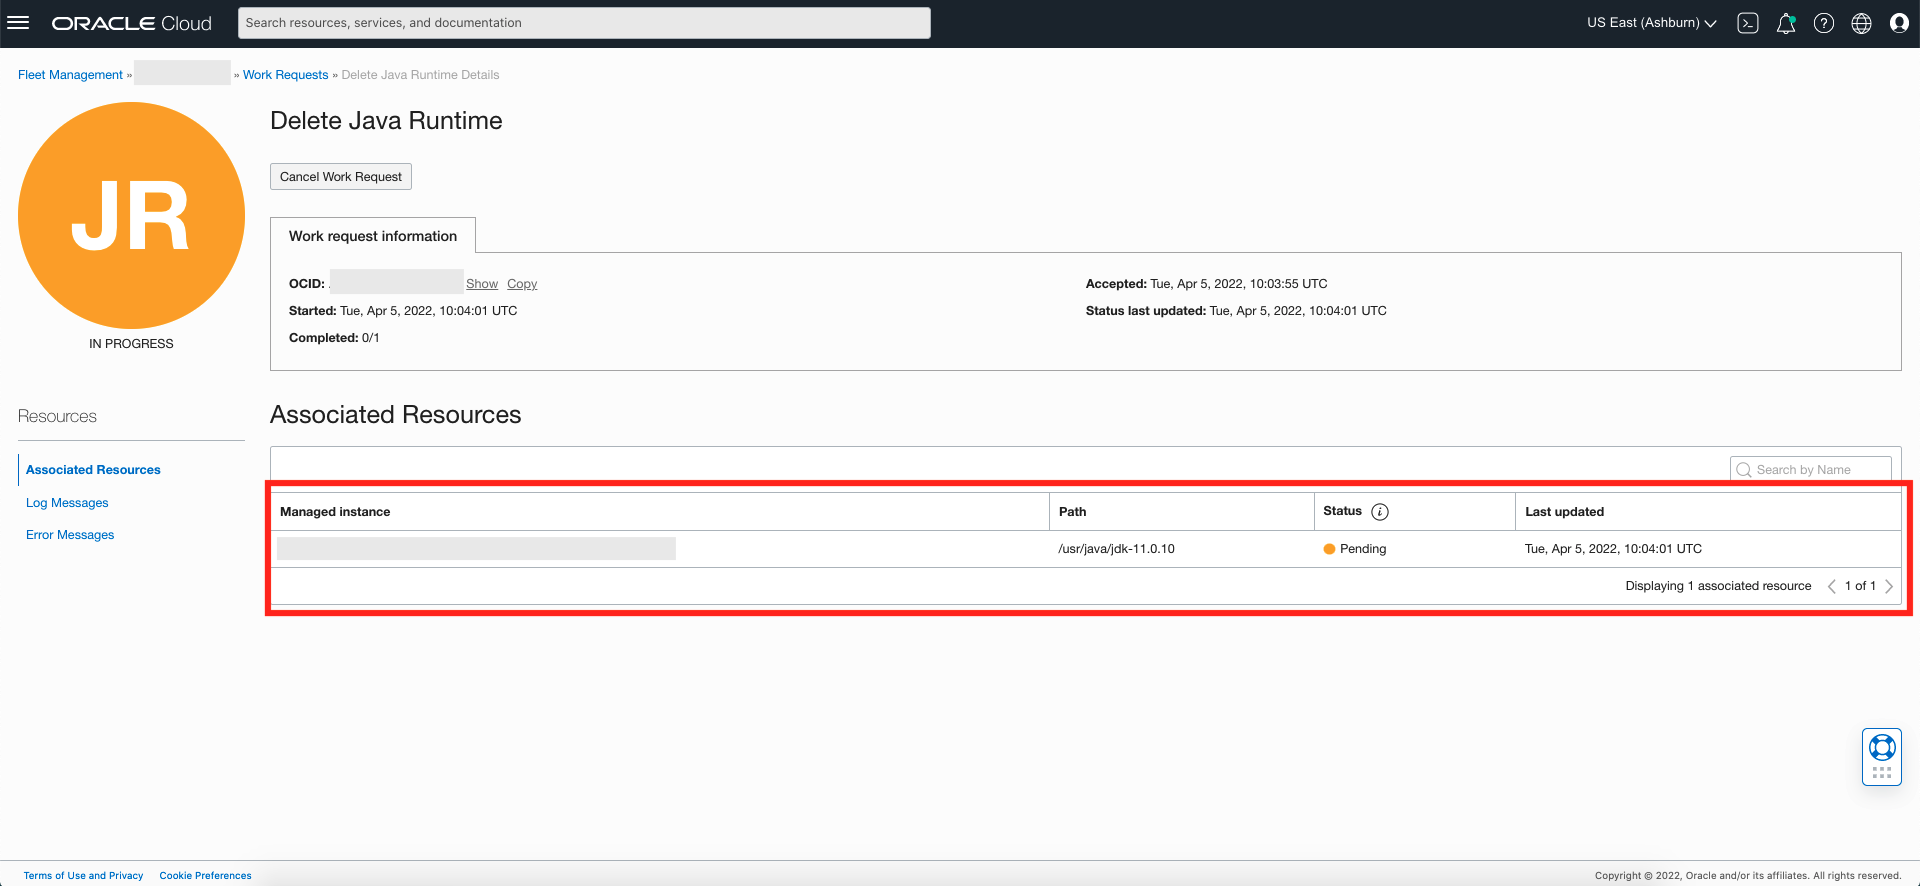 ORACLE Cloud
Search resources, services, and documentation
US East (Ashburn)
Fleet Management » » Work Requests » Delete Java Runtime Details
JR
IN PROGRESS
Delete Java Runtime
Cancel Work Request
Work request information
OCID: Show Copy
Started: Tue, Apr 5, 2022, 10:04:01 UTC
Completed: 0/1
Accepted: Tue, Apr 5, 2022, 10:03:55 UTC
Status last updated: Tue, Apr 5, 2022, 10:04:01 UTC
Resources
Associated Resources
Log Messages
Error Messages
Associated Resources
Search by Name
Managed instance Path Status i Last updated
/usr/java/jdk-11.0.10 Pending Tue, Apr 5, 2022, 10:04:01 UTC
Displaying 1 associated resource < 1 of 1 >
Terms of Use and Privacy Cookie Preferences
Copyright © 2022, Oracle and/or its affiliates. All rights reserved.